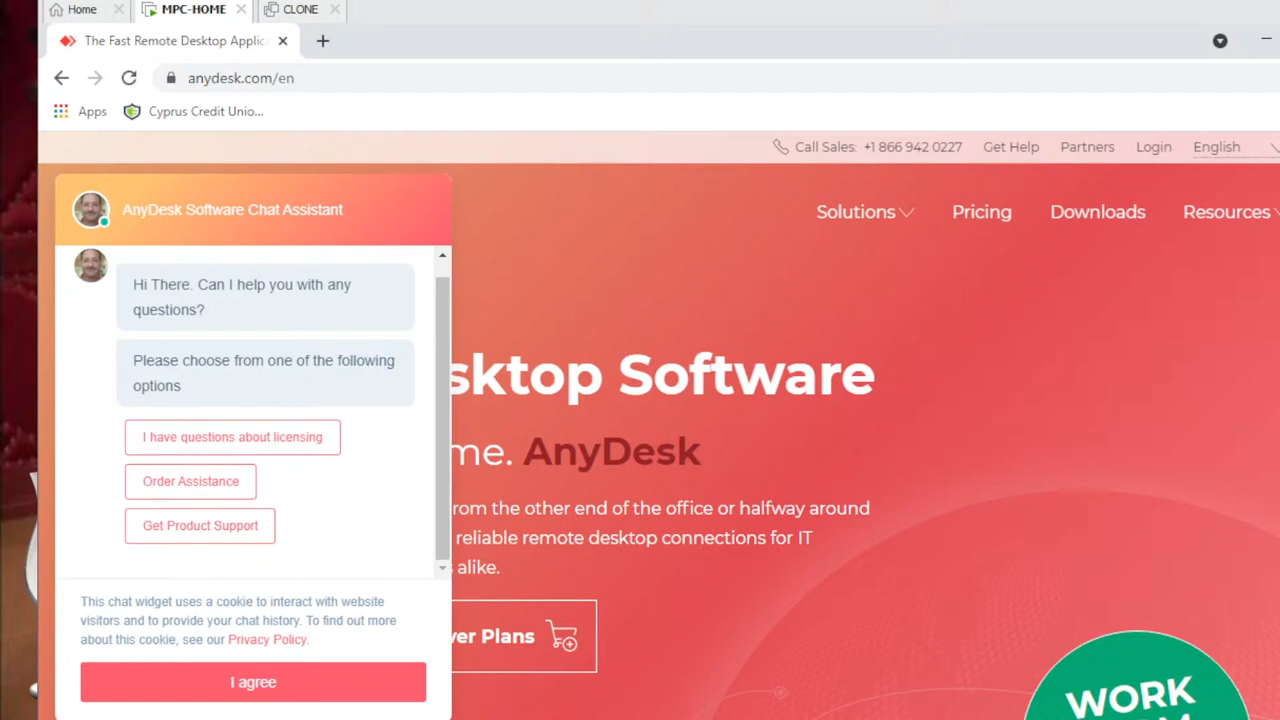 Home
MPC-HOME
CLONE
The Fast Remote Desktop Applic
anydesk.com/en
Apps
Cyprus Credit Unio...
Call Sales: +1 866 942 0227
Get Help
Partners
Login
English
AnyDesk Software Chat Assistant
Solutions
Pricing
Downloads
Resources
Hi There. Can I help you with any
questions?
Please choose from one of the following
options
I have questions about licensing
Order Assistance
Get Product Support
sktop Software
me. AnyDesk
rom the other end of the office or halfway around
reliable remote desktop connections for IT
alike.
ver Plans
This chat widget uses a cookie to interact with website
visitors and to provide your chat history. To find out more
about this cookie, see our Privacy Policy.
I agree
WORK